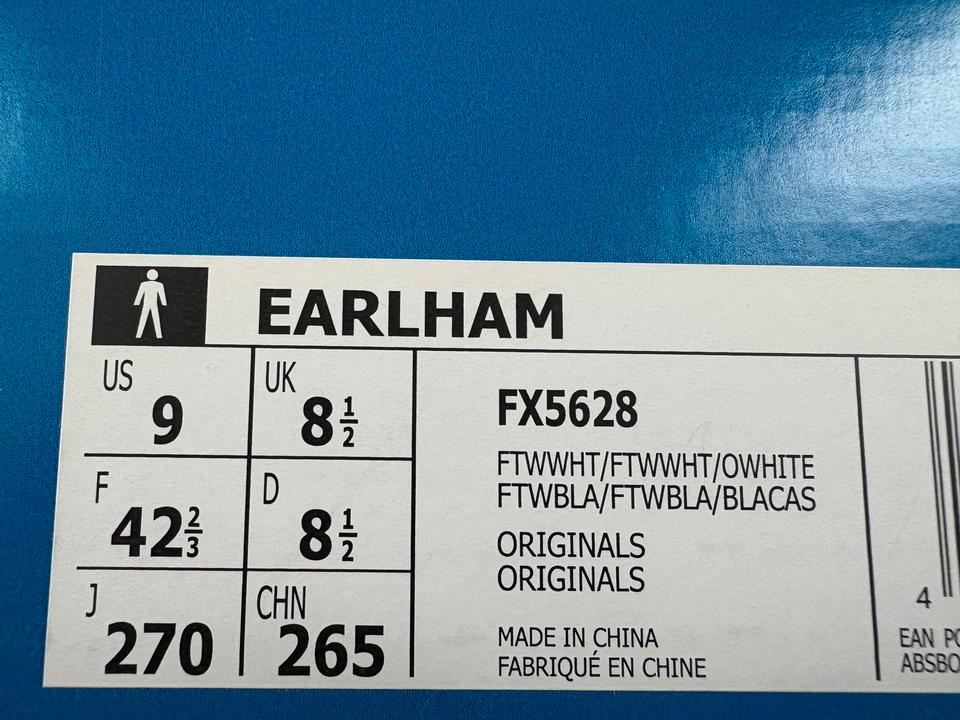 EARLHAM
US 9
UK 8 1/2
F 42 2/3
D 8 1/2
J 270
CHN 265
FX5628
FTWWHT/FTWWHT/OWHITE
FTWBLA/FTWBLA/BLACAS
ORIGINALS
ORIGINALS
MADE IN CHINA
FABRIQUÉ EN CHINE
4
EAN